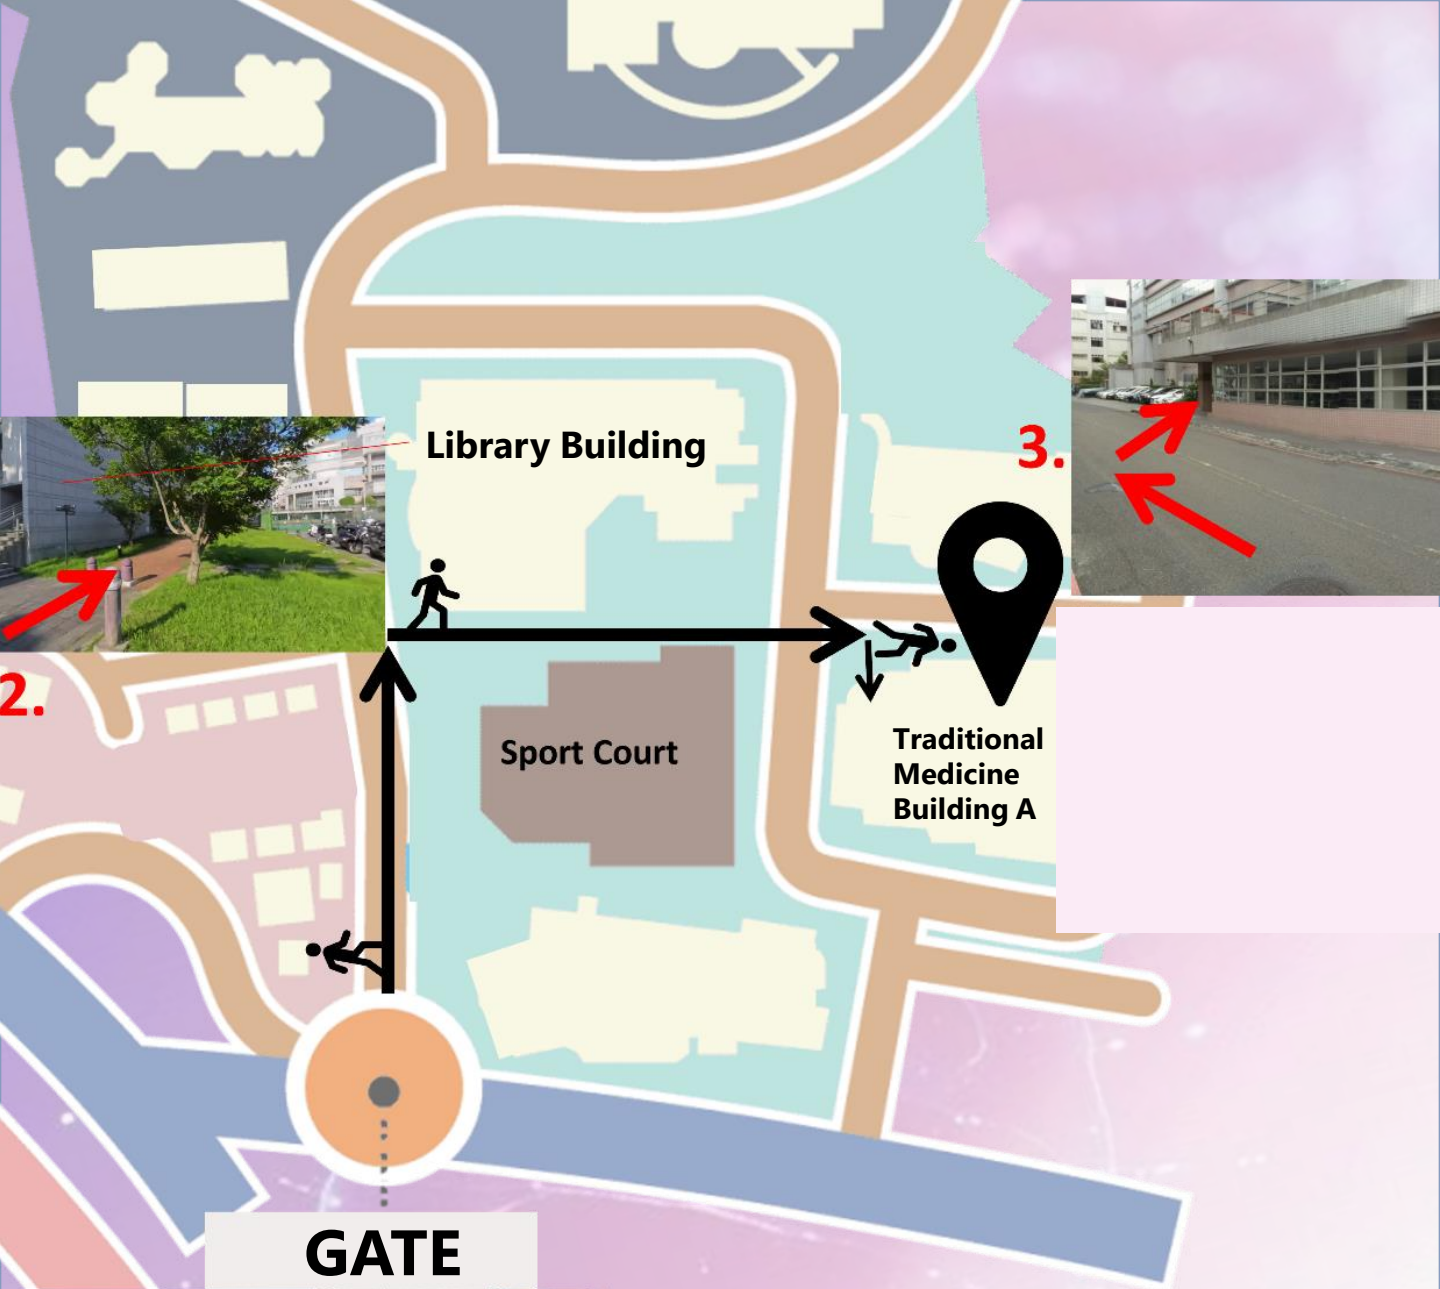 Library Building
3.
2.
Sport Court
Traditional
Medicine
Building A
GATE